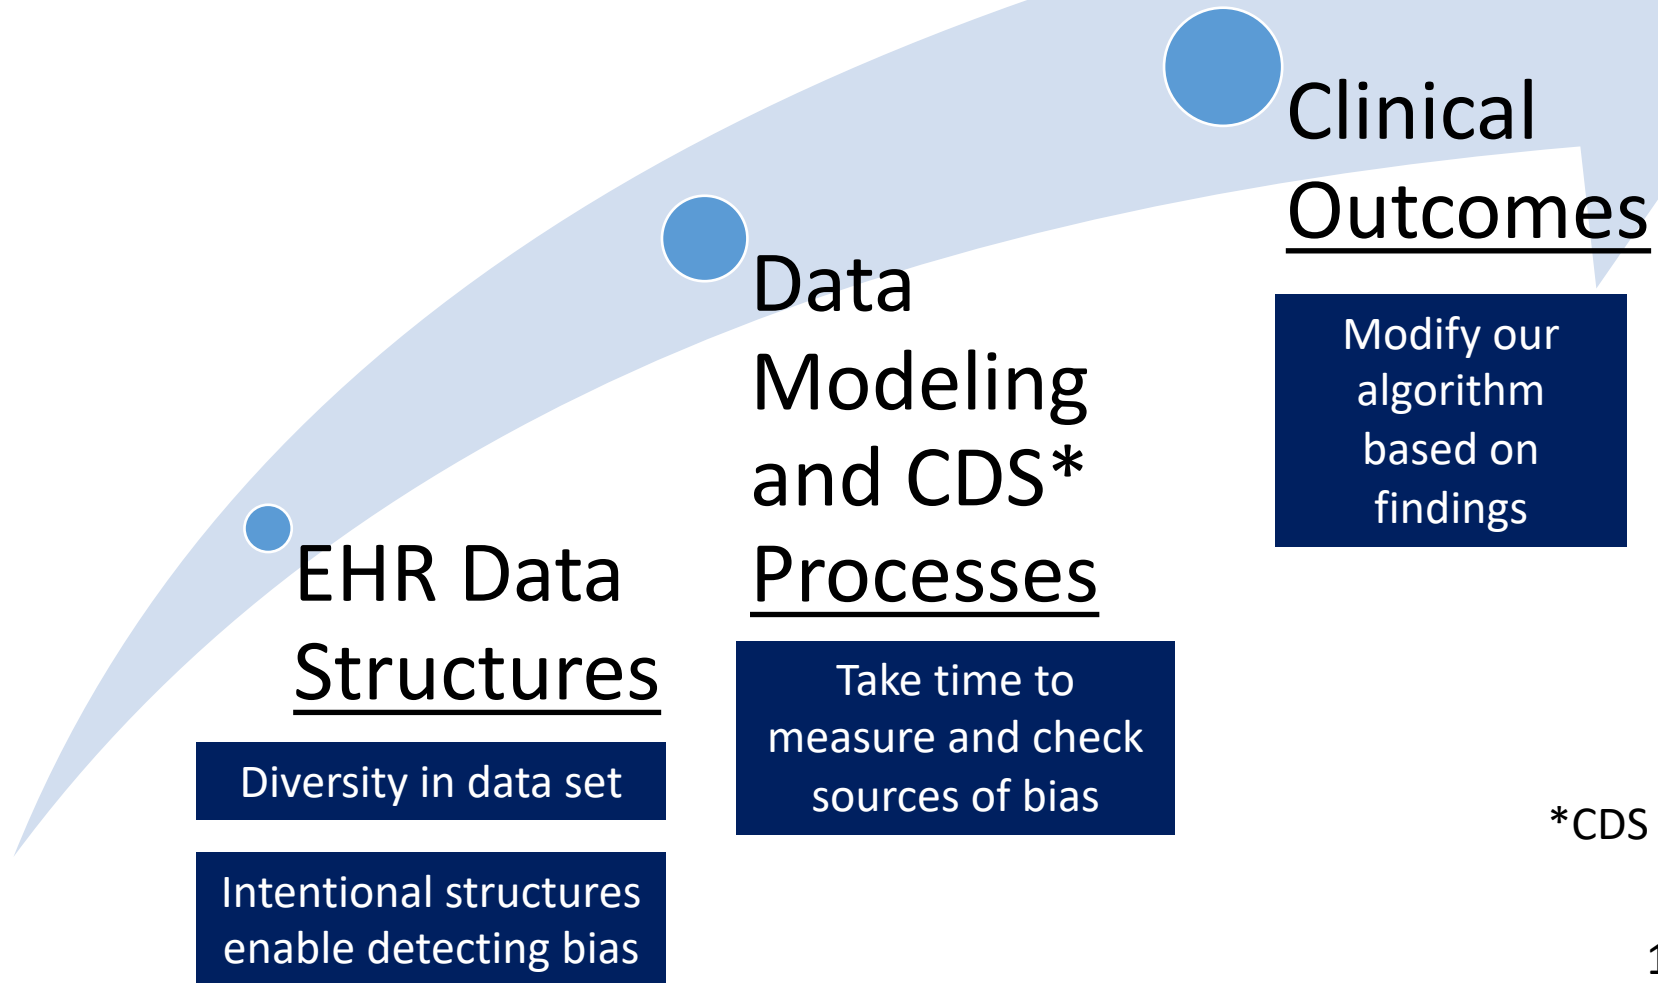 EHR Data
Structures
Diversity in data set
Intentional structures
enable detecting bias
Data
Modeling
and CDS*
Processes
Take time to
measure and check
sources of bias
Clinical
Outcomes
Modify our
algorithm
based on
findings
*CDS
1